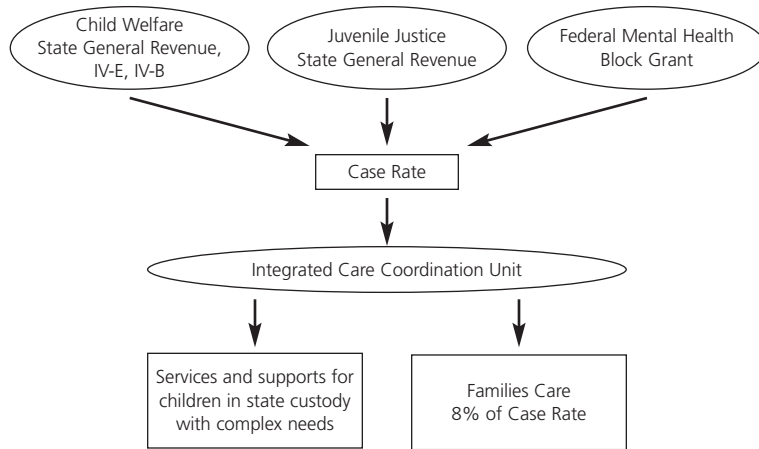 Child Welfare
State General Revenue,
IV-E, IV-B
Juvenile Justice
State General Revenue
Federal Mental Health
Block Grant
Case Rate
Integrated Care Coordination Unit
Services and supports for
children in state custody
with complex needs
Families Care
8% of Case Rate